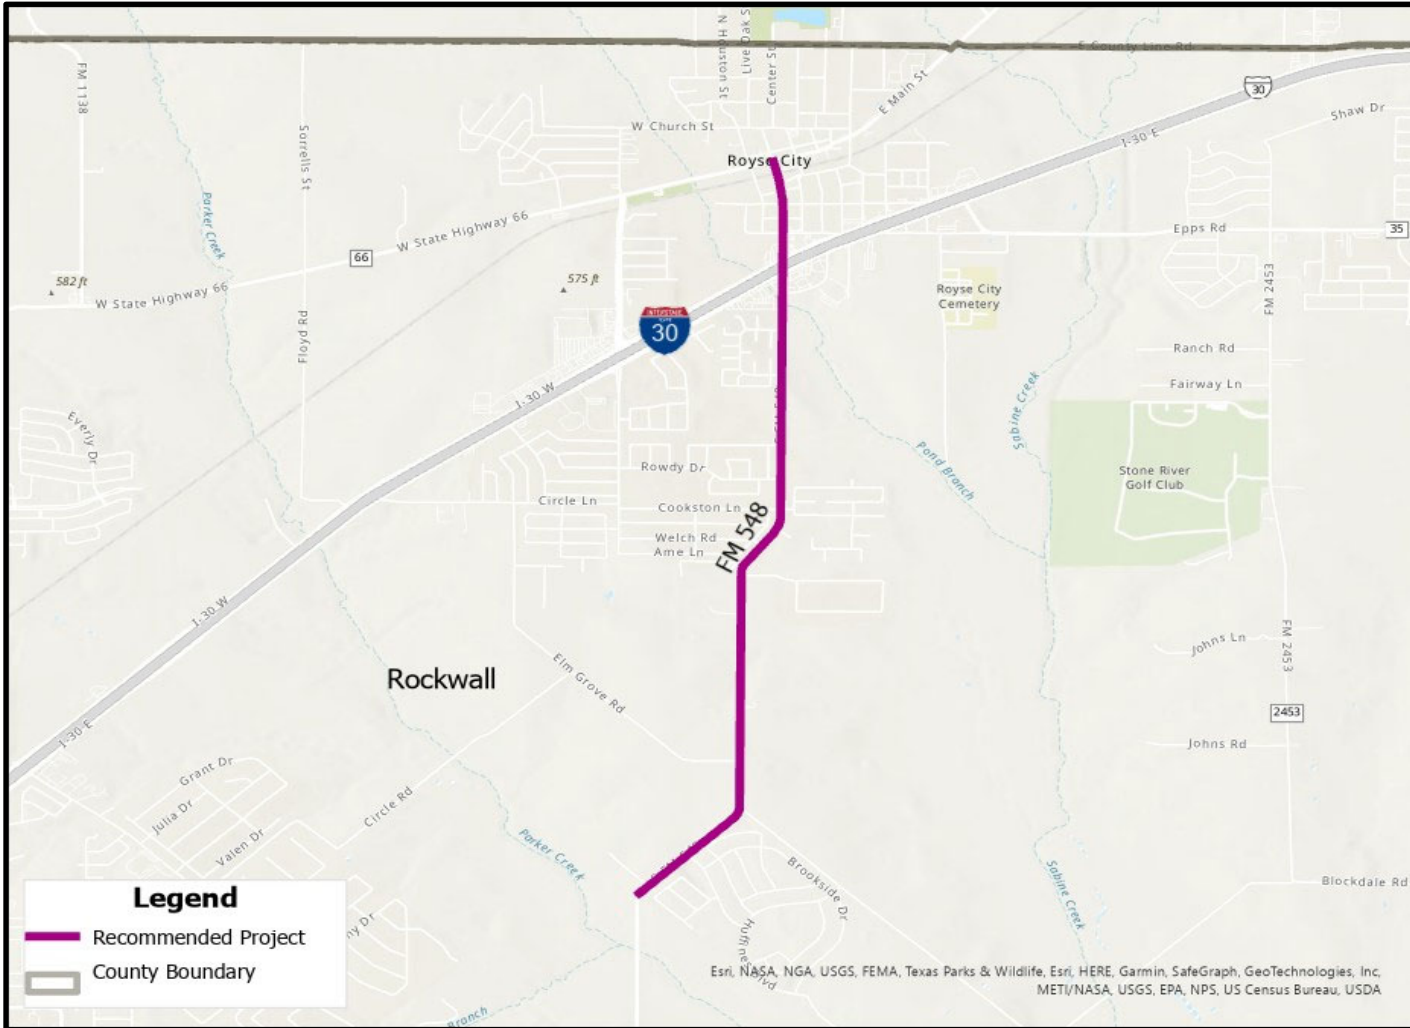 N Houston St
Live Oak S
Center St
E County Line Rd
FM 1138
E Main St
30
Shaw Dr
W Church St
I-30 E
Sorrells St
Royse City
Parker Creek
W State Highway 66
66
Epps Rd
35
582 ft
575 ft
W State Highway 66
Royse City
Cemetery
FM 2453
INTERSTATE
30
Floyd Rd
Ranch Rd
Fairway Ln
I-30 W
Sabine Creek
Everly Dr
Rowdy Dr
Pond Branch
Stone River
Golf Club
Circle Ln
Cookston Ln
FM 548
Welch Rd
Ame Ln
I-30 W
Johns Ln
FM 2453
Rockwall
Elm Grove Rd
2453
I-30 E
Johns Rd
Grant Dr
Julia Dr
Circle Rd
Valen Dr
Parker Creek
Brookside Dr
Sabine Creek
Blockdale Rd
Legend
Recommended Project
ny Dr
County Boundary
Esri, NASA, NGA, USGS, FEMA, Texas Parks & Wildlife, Esri, HERE, Garmin, SafeGraph, GeoTechnologies, Inc,
METI/NASA, USGS, EPA, NPS, US Census Bureau, USDA
Branch